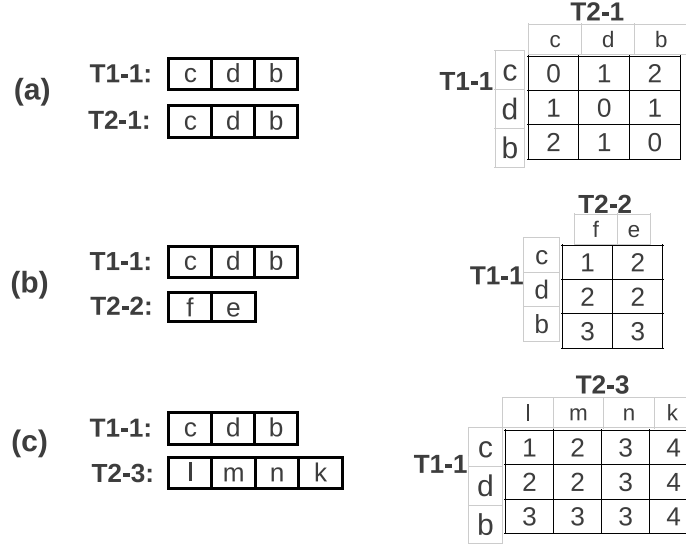 (a)
T1-1: c d b
T2-1: c d b
T2-1
c d b
T1-1
c 0 1 2
d 1 0 1
b 2 1 0
(b)
T1-1: c d b
T2-2: f e
T2-2
f e
T1-1
c 1 2
d 2 2
b 3 3
(c)
T1-1: c d b
T2-3: l m n k
T2-3
l m n k
T1-1
c 1 2 3 4
d 2 2 3 4
b 3 3 3 4